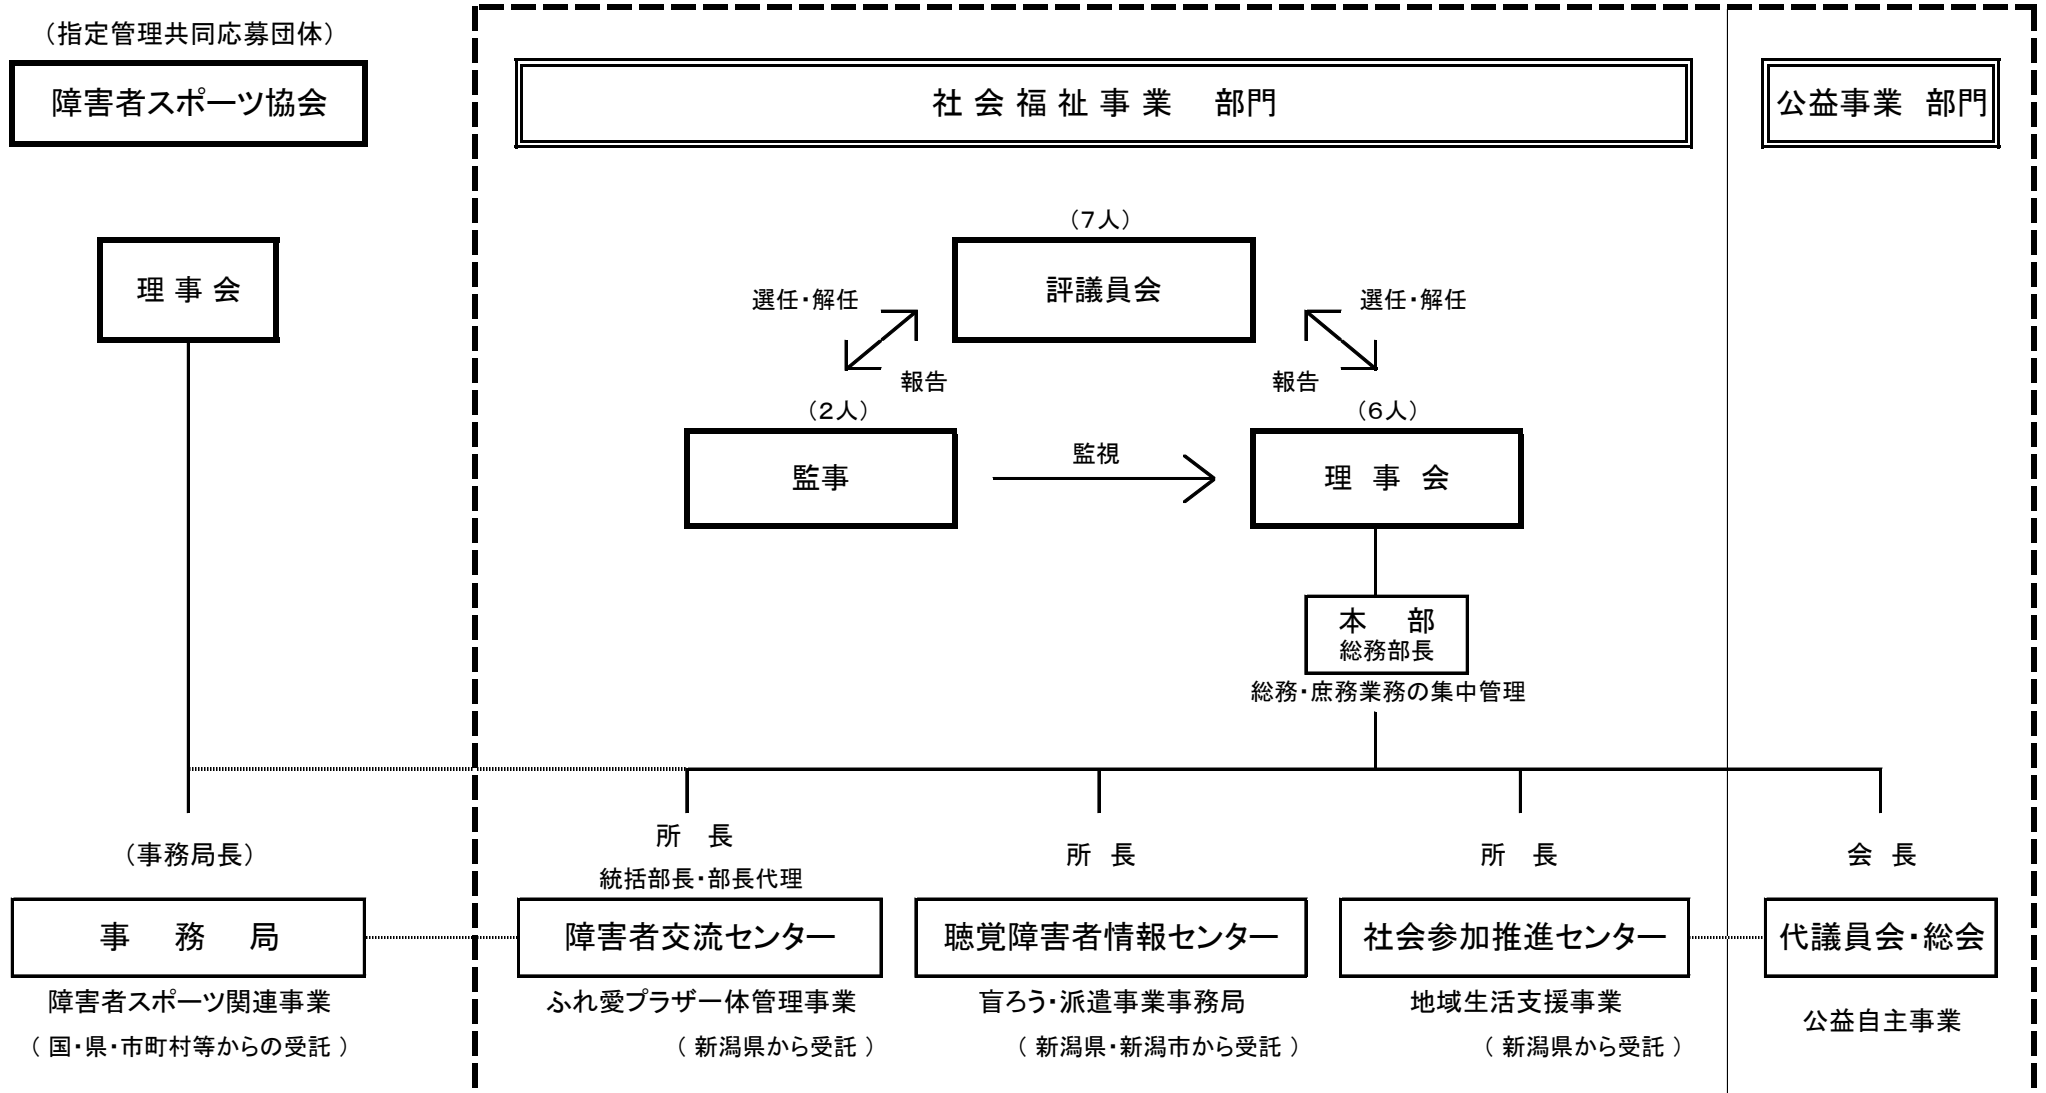 （指定管理共同応募団体）
障害者スポーツ協会
社 会 福 祉 事 業　部門
公益事業　部門
（7人）
理 事 会
評議員会
選任・解任
選任・解任
報告
報告
（2人）
（6人）
監視
監事
理　事　会
本　部
総務部長
総務・庶務業務の集中管理
所　長
（事務局長）
統括部長・部長代理
所　長
所　長
会　長
事　務　局
障害者交流センター
聴覚障害者情報センター
社会参加推進センター
代議員会・総会
障害者スポーツ関連事業
ふれ愛プラザ一体管理事業
盲ろう・派遣事業事務局
地域生活支援事業
公益自主事業
（ 国・県・市町村等からの受託 ）
（ 新潟県から受託 ）
（ 新潟県・新潟市から受託 ）
（ 新潟県から受託 ）